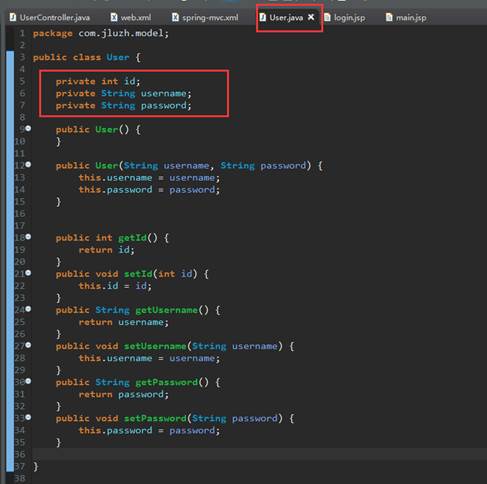 UserController.java web.xml spring-mvc.xml User.java login.jsp main.jsp
1 package com.jluzh.model;
2
3 public class User {
4
5 private int id;
6 private String username;
7 private String password;
8
9 public User() {
10 }
11
12 public User(String username, String password) {
13 this.username = username;
14 this.password = password;
15 }
16
17
18 public int getId() {
19 return id;
20 }
21 public void setId(int id) {
22 this.id = id;
23 }
24 public String getUsername() {
25 return username;
26 }
27 public void setUsername(String username) {
28 this.username = username;
29 }
30 public String getPassword() {
31 return password;
32 }
33 public void setPassword(String password) {
34 this.password = password;
35 }
36
37 }
38